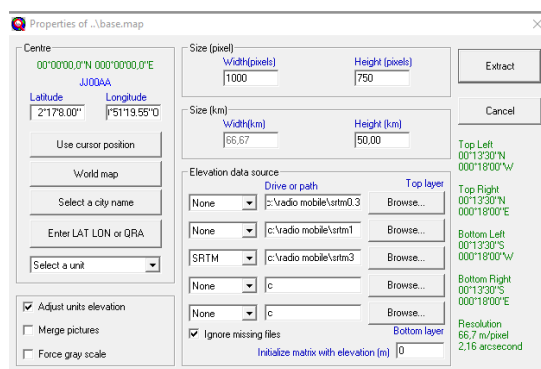 Properties of ..\base.map
Centre
00°00'00,0''N 000°00'00,0''E
JJ00AA
Latitude Longitude
2°17'8.00'' )°51'19.55''0
Use cursor position
World map
Select a city name
Enter LAT LON or QRA
Select a unit
Adjust units elevation
Merge pictures
Force gray scale
Size (pixel)
Width(pixels) Height (pixels)
1000 750
Size (km)
Width(km) Height (km)
66,67 50,00
Elevation data source
Drive or path Top layer
None c:\radio mobile\srtm0.3 Browse...
None c:\radio mobile\srtm1 Browse...
SRTM c:\radio mobile\srtm3 Browse...
None c Browse...
None c Browse...
Ignore missing files Bottom layer
Initialize matrix with elevation (m) 0
Extract
Cancel
Top Left
00°13'30''N
000°18'00''W
Top Right
00°13'30''N
000°18'00''E
Bottom Left
00°13'30''S
000°18'00''W
Bottom Right
00°13'30''S
000°18'00''E
Resolution
66,7 m/pixel
2,16 arcsecond